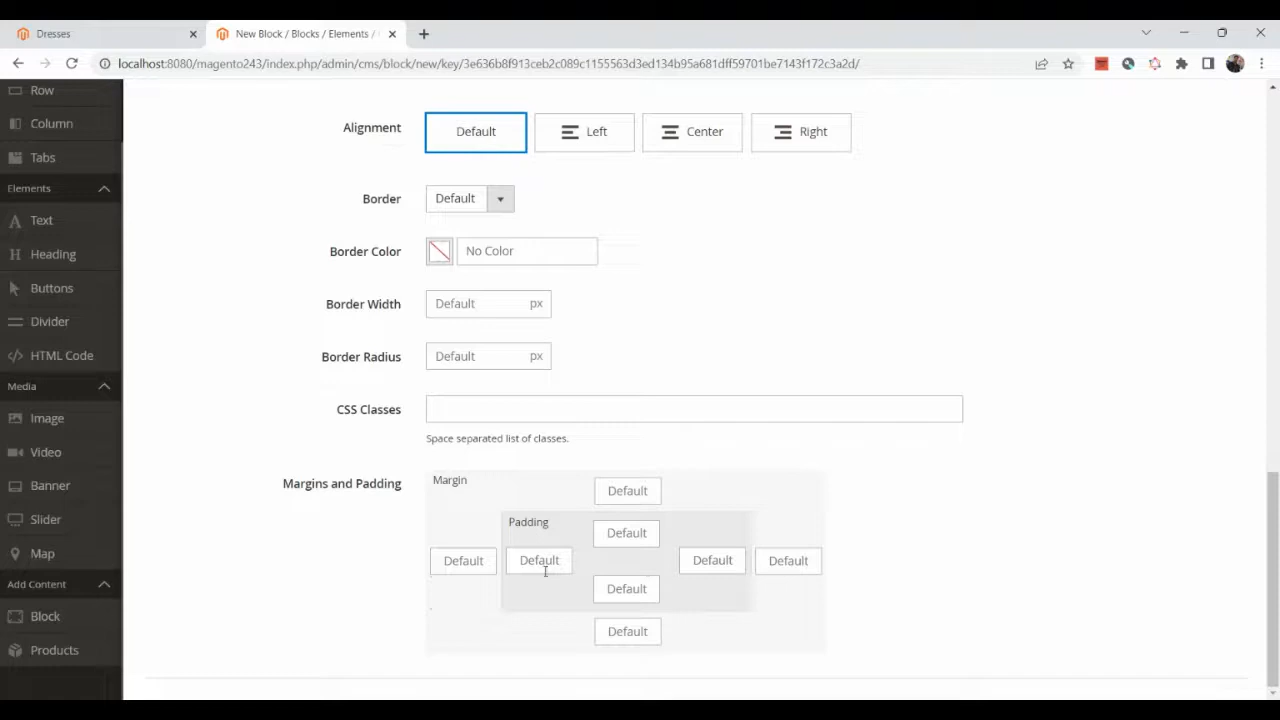 Dresses
New Block / Blocks / Elements /
localhost:8080/magento243/index.php/admin/cms/block/new/key/3e636b8f913ceb2c089c1155563d3ed134b95a681dff59701be7143f172c3a2d/
Row
Column
Tabs
Elements
Text
Heading
Buttons
Divider
HTML Code
Media
Image
Video
Banner
Slider
Map
Add Content
Block
Products
Alignment
Default
Left
Center
Right
Border
Default
Border Color
No Color
Border Width
Default px
Border Radius
Default px
CSS Classes
Space separated list of classes.
Margins and Padding
Margin
Default
Padding
Default
Default Default Default Default
Default
Default